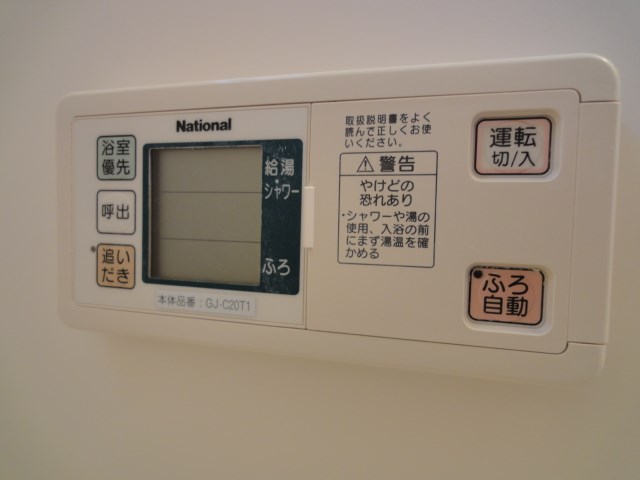 National
浴室
優先
呼出
追い
だき
給湯
シャワー
ふろ
本体品番：GJ-C20T1
取扱説明書をよく
読んで正しくお使
いください。
⚠警告
やけどの
恐れあり
・シャワーや湯の
使用、入浴の前
にまず湯温を確
かめる
運転
切/入
ふろ
自動